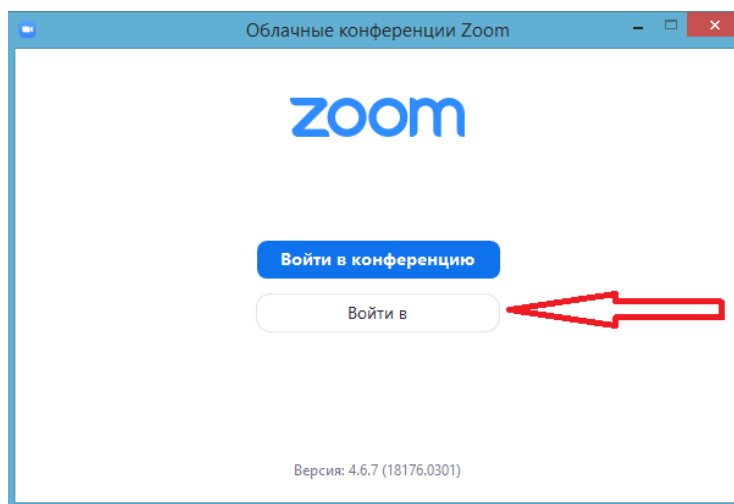 Облачные конференции Zoom
zoom
Войти в конференцию
Войти в
Версия: 4.6.7 (18176.0301)